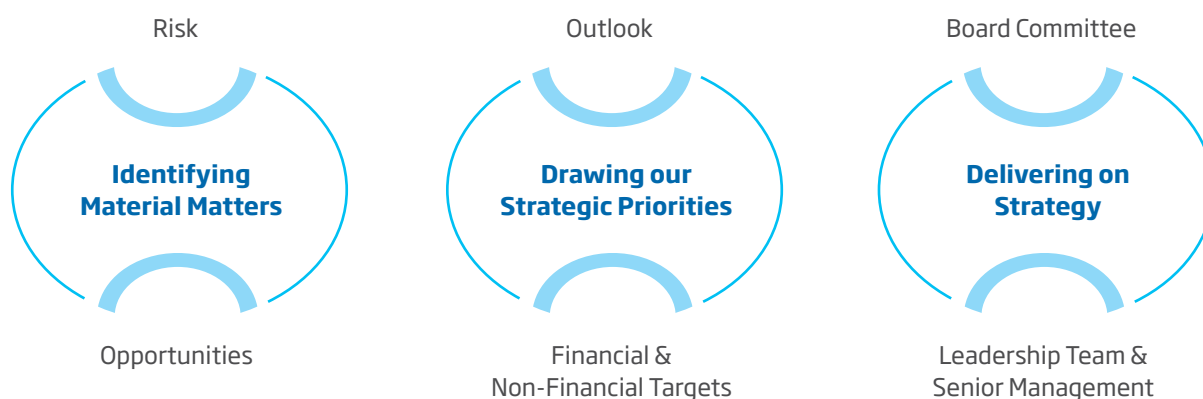 Risk
Outlook
Board Committee
Identifying
Material Matters
Drawing our
Strategic Priorities
Delivering on
Strategy
Opportunities
Financial &
Non-Financial Targets
Leadership Team &
Senior Management